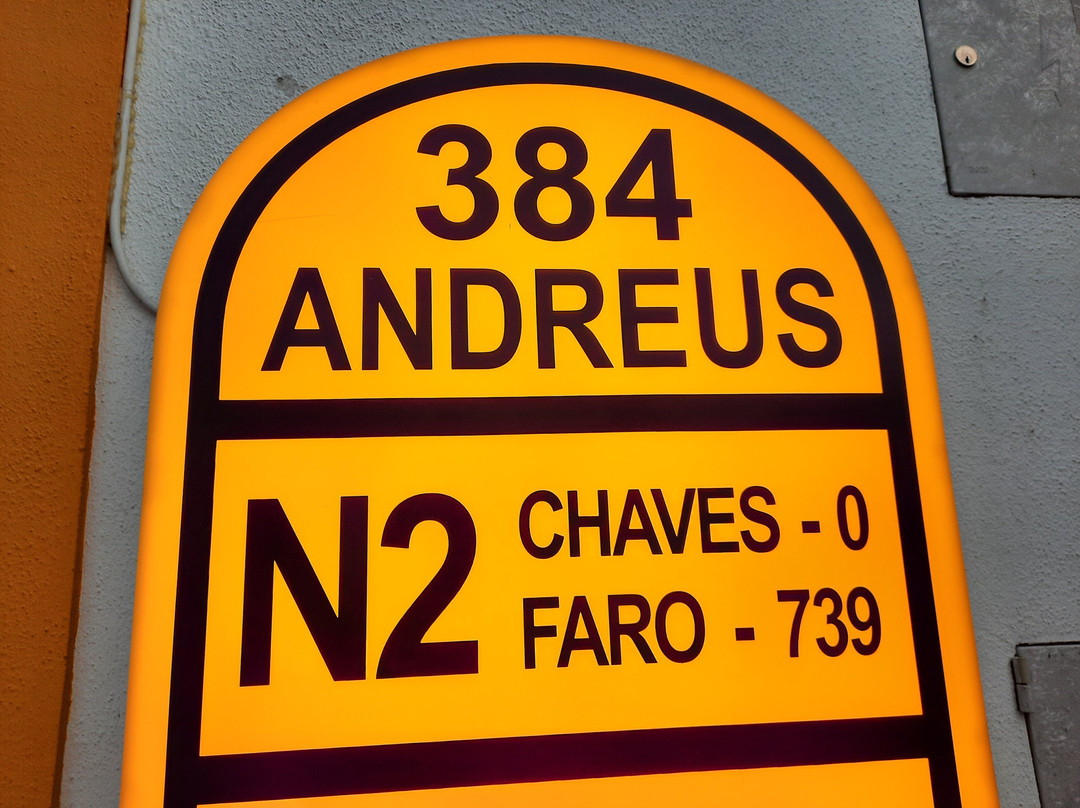 384
ANDREUS
N2
CHAVES - 0
FARO - 739